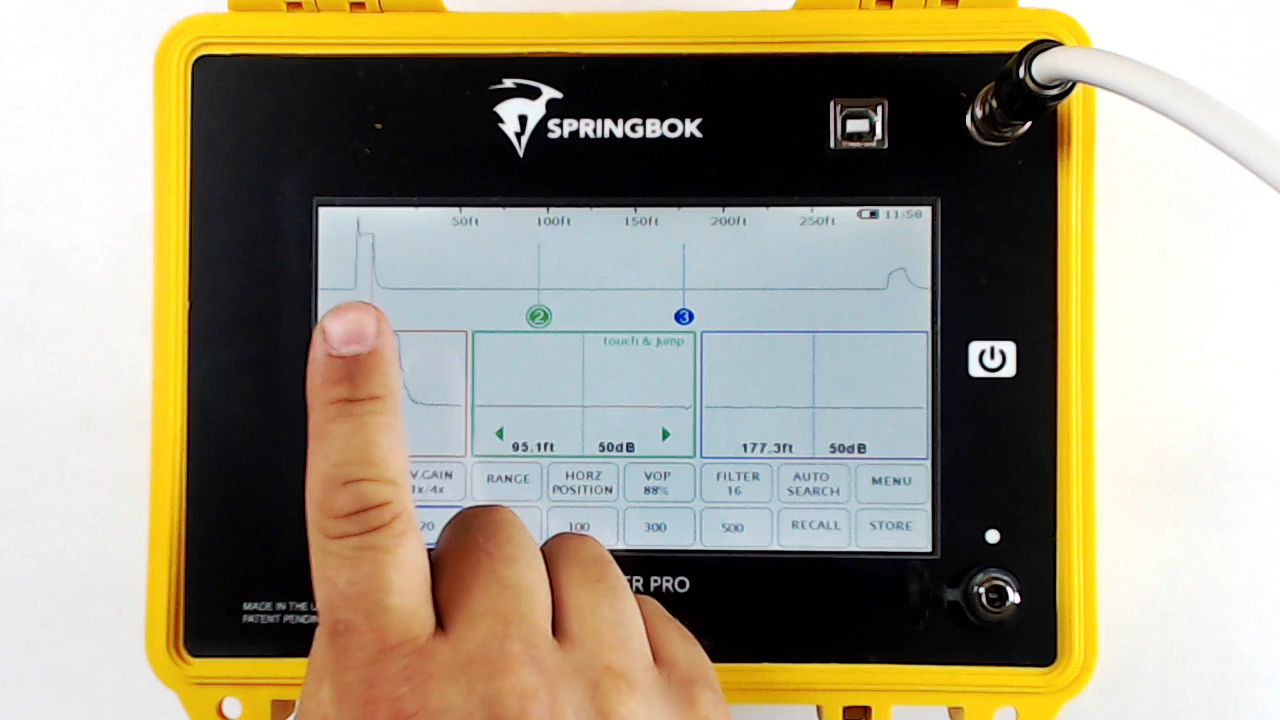 SPRINGBOK
50ft 100ft 150ft 200ft 250ft 11:58
2 3
touch & jump
95.1ft 50dB 177.3ft 50dB
V.GAIN RANGE HORZ POSITION VOP 88% FILTER 16 AUTO SEARCH MENU
1x/4x
20 100 300 500 RECALL STORE
PRO
MADE IN THE
PATENT